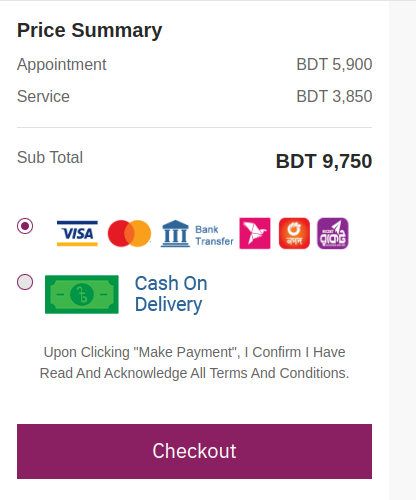 Price Summary
Appointment BDT 5,900
Service BDT 3,850
Sub Total BDT 9,750
VISA Bank Transfer নগদ
Cash On Delivery
Upon Clicking "Make Payment", I Confirm I Have
Read And Acknowledge All Terms And Conditions.
Checkout